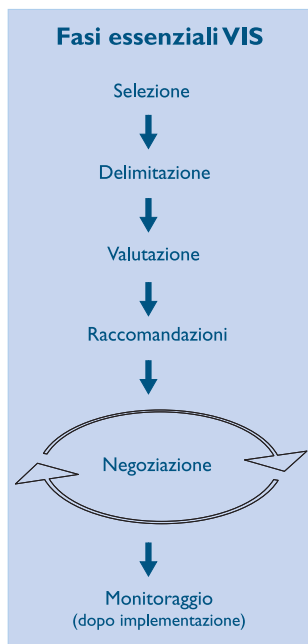 Fasi essenziali VIS
Selezione
Delimitazione
Valutazione
Raccomandazioni
Negoziazione
Monitoraggio
(dopo implementazione)